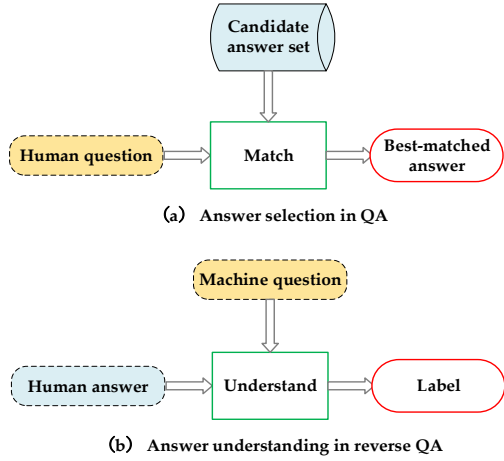 Candidate
answer set
Human question
Match
Best-matched
answer
(a) Answer selection in QA
Machine question
Human answer
Understand
Label
(b) Answer understanding in reverse QA